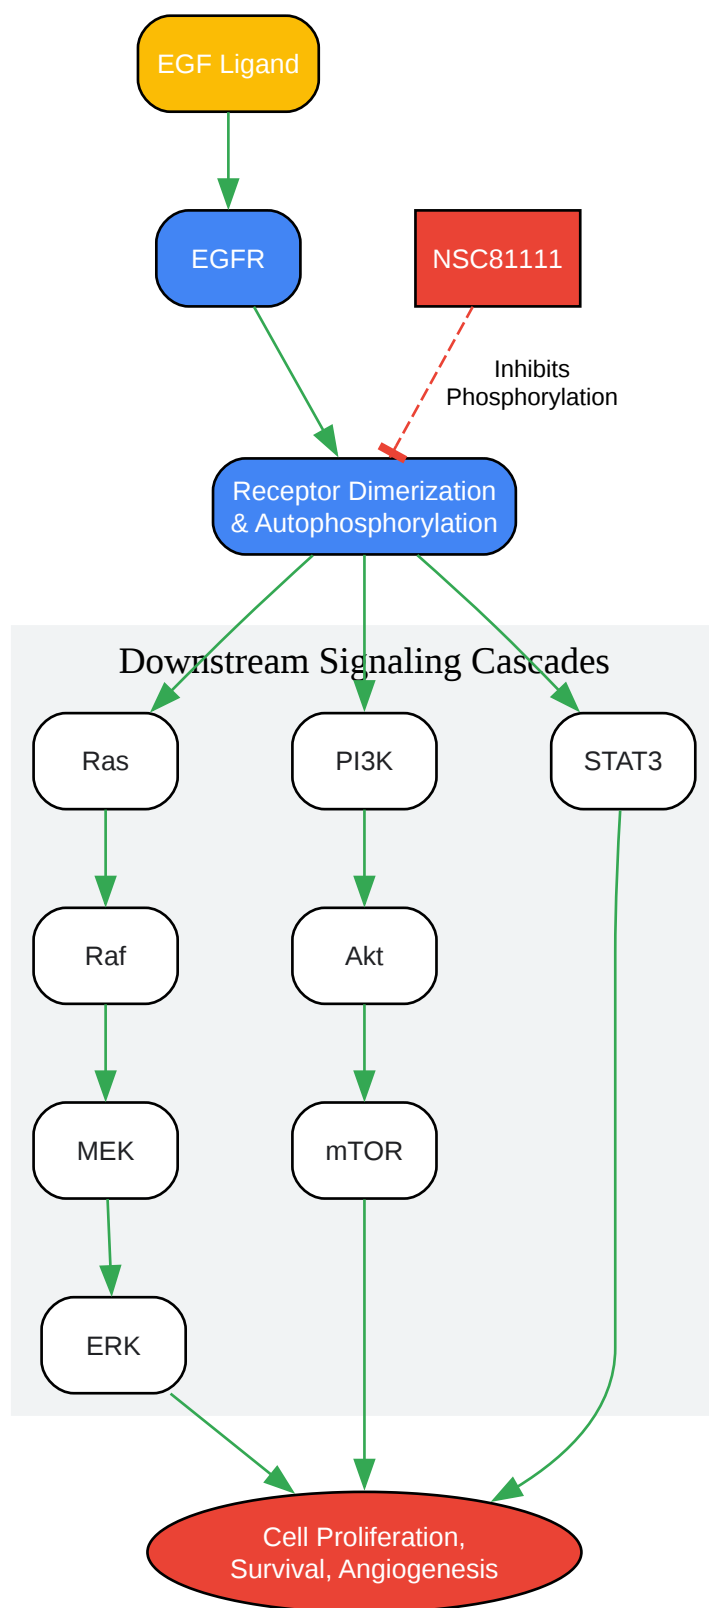 EGF Ligand
EGFR
NSC81111
Inhibits
Phosphorylation
Receptor Dimerization
& Autophosphorylation
Downstream Signaling Cascades
Ras
PI3K
STAT3
Raf
Akt
MEK
mTOR
ERK
Cell Proliferation,
Survival, Angiogenesis